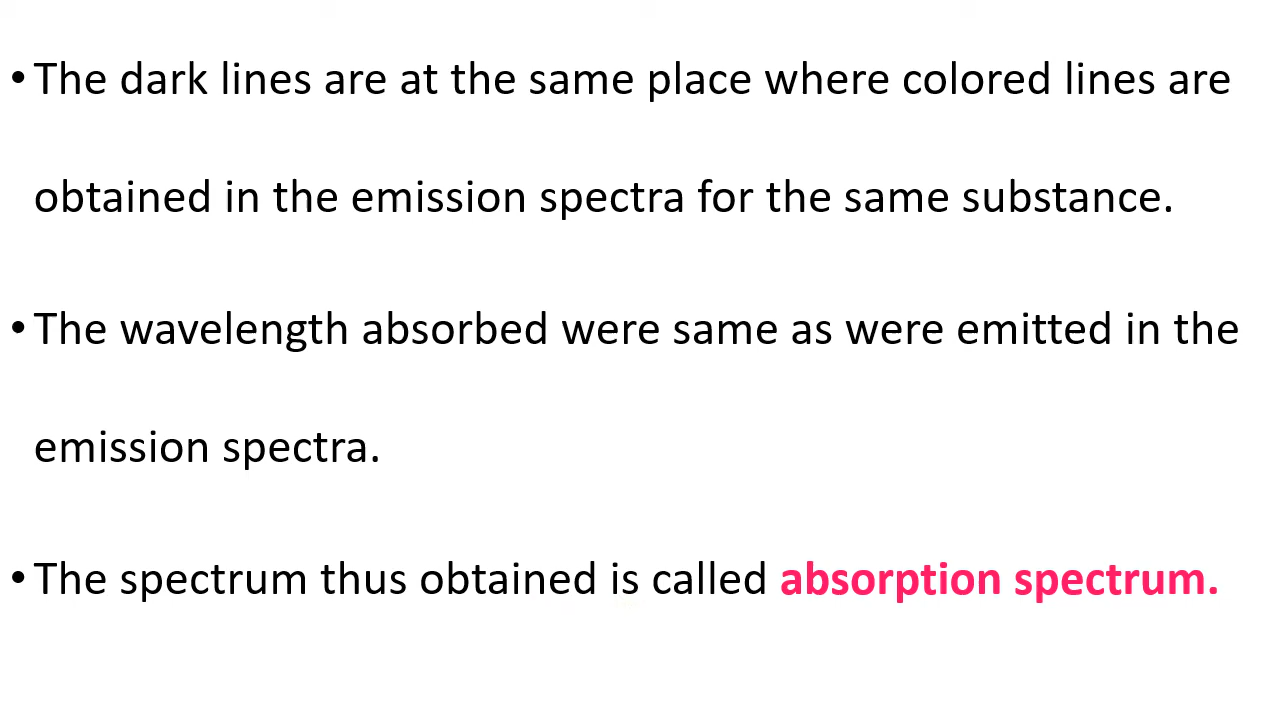 • The dark lines are at the same place where colored lines are
obtained in the emission spectra for the same substance.
• The wavelength absorbed were same as were emitted in the
emission spectra.
• The spectrum thus obtained is called absorption spectrum.